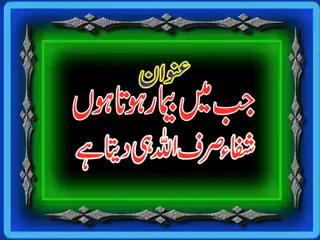 عنوان
جب میں بیمار ہوتا ہوں
شفاء صرف اللہ ہی دیتا ہے